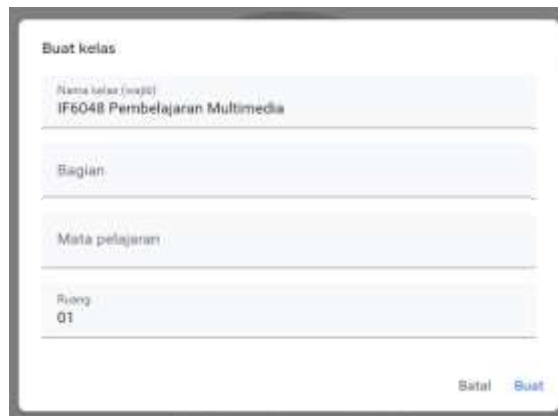 Buat kelas
Nama kelas (wajib)
IF6048 Pembelajaran Multimedia
Bagian
Mata pelajaran
Ruang
01
Batal Buat